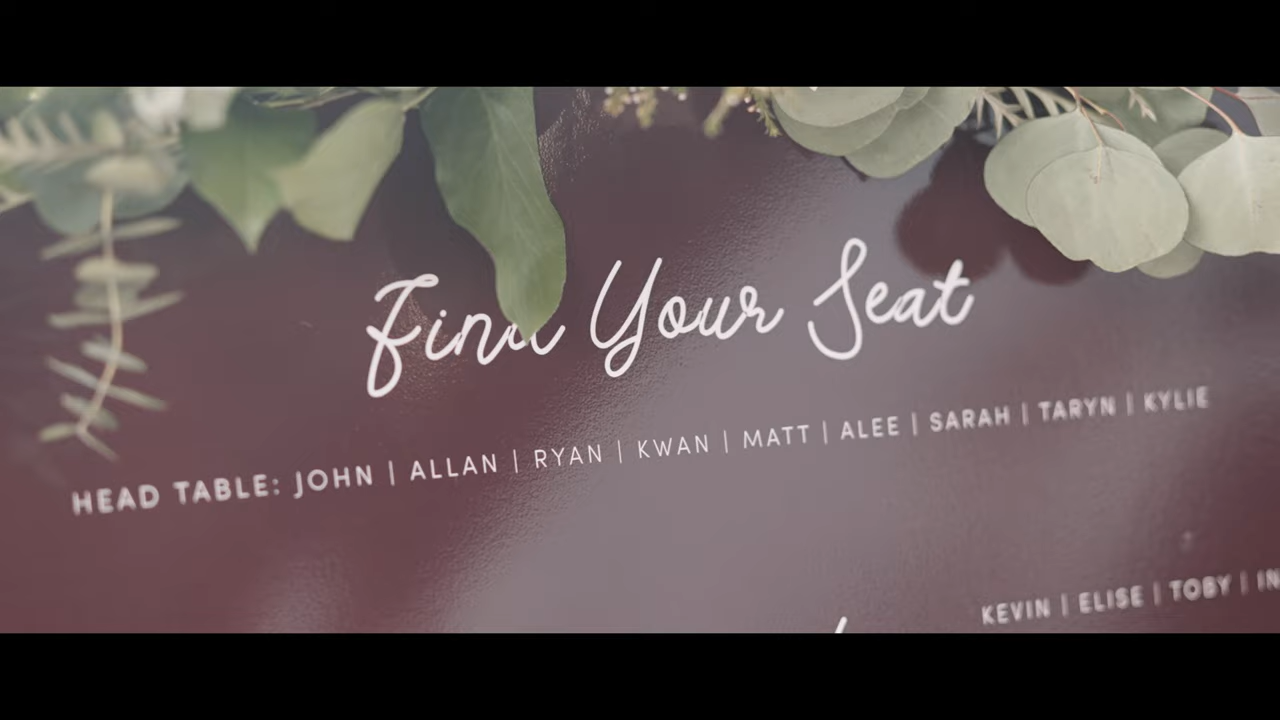 Find Your Seat
HEAD TABLE: JOHN | ALLAN | RYAN | KWAN | MATT | ALEE | SARAH | TARYN | KYLIE
KEVIN | ELISE | TOBY |